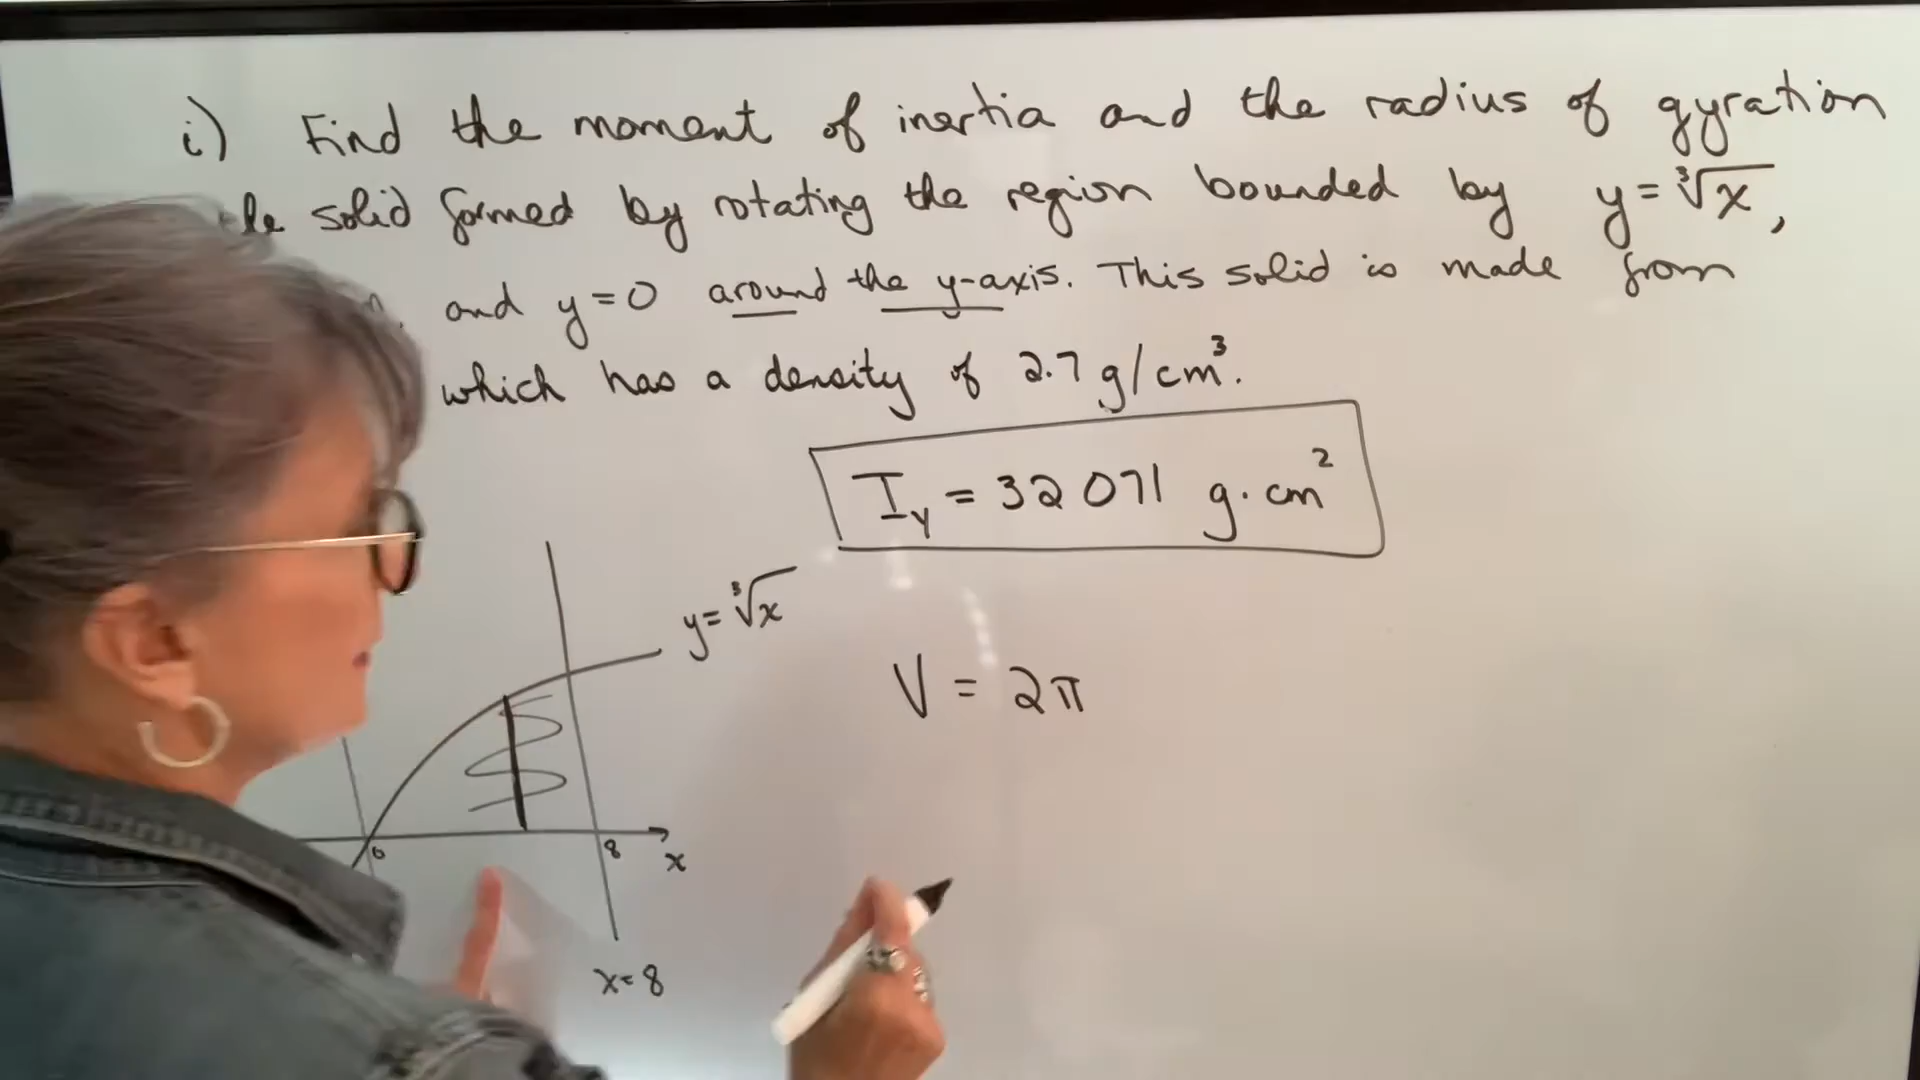 i) Find the moment of inertia and the radius of gyration
solid formed by rotating the region bounded by y = ∛x,
and y = 0 around the y-axis. This solid is made from
which has a density of 2.7 g/cm³.
I_y = 32 071 g·cm²
y = ∛x
V = 2π
0 8 x
x = 8